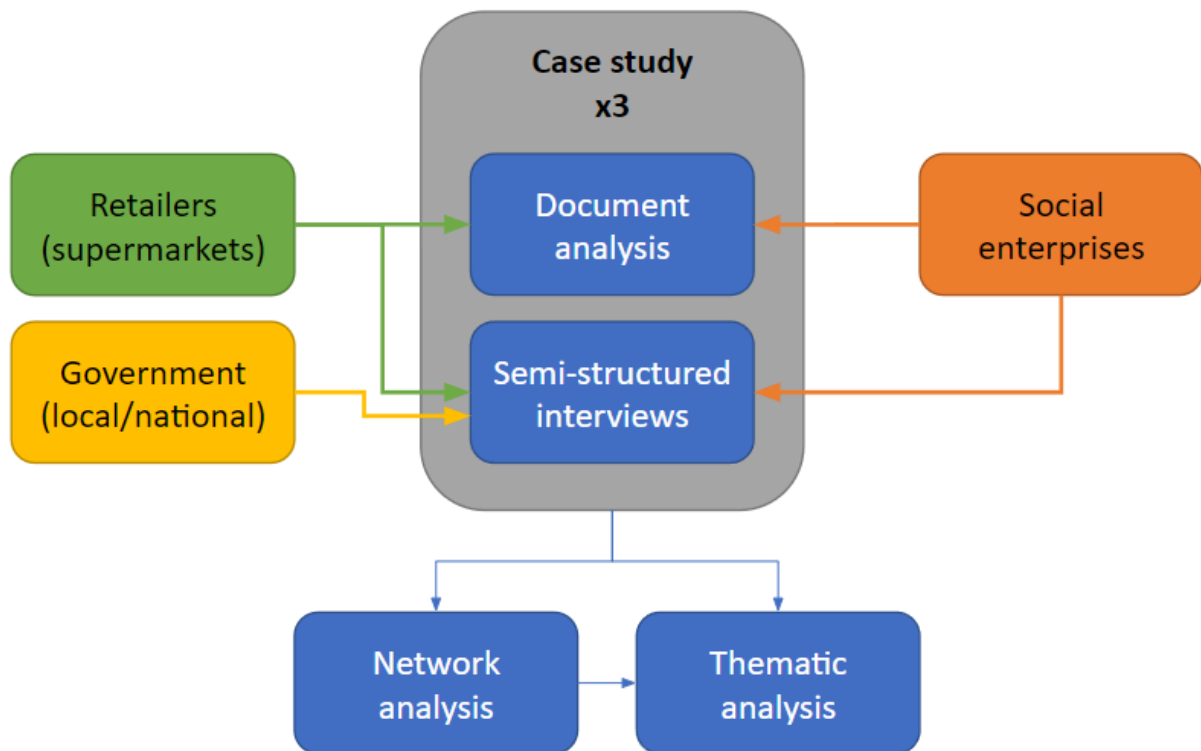 Case study
x3
Retailers
(supermarkets)
Document
analysis
Social
enterprises
Government
(local/national)
Semi-structured
interviews
Network
analysis
Thematic
analysis